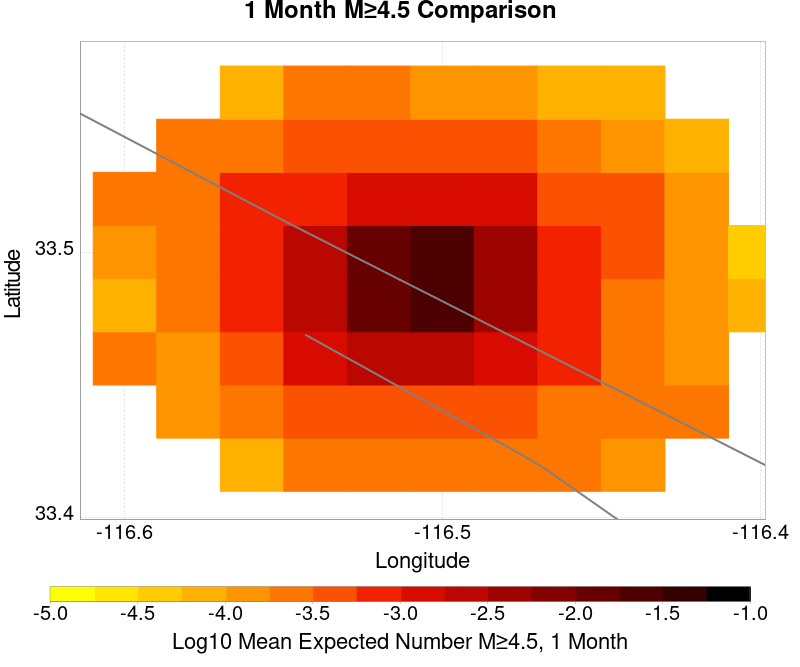 1 Month M≥4.5 Comparison
Latitude
33.5
33.4
-116.6 -116.5 -116.4
Longitude
-5.0 -4.5 -4.0 -3.5 -3.0 -2.5 -2.0 -1.5 -1.0
Log10 Mean Expected Number M≥4.5, 1 Month